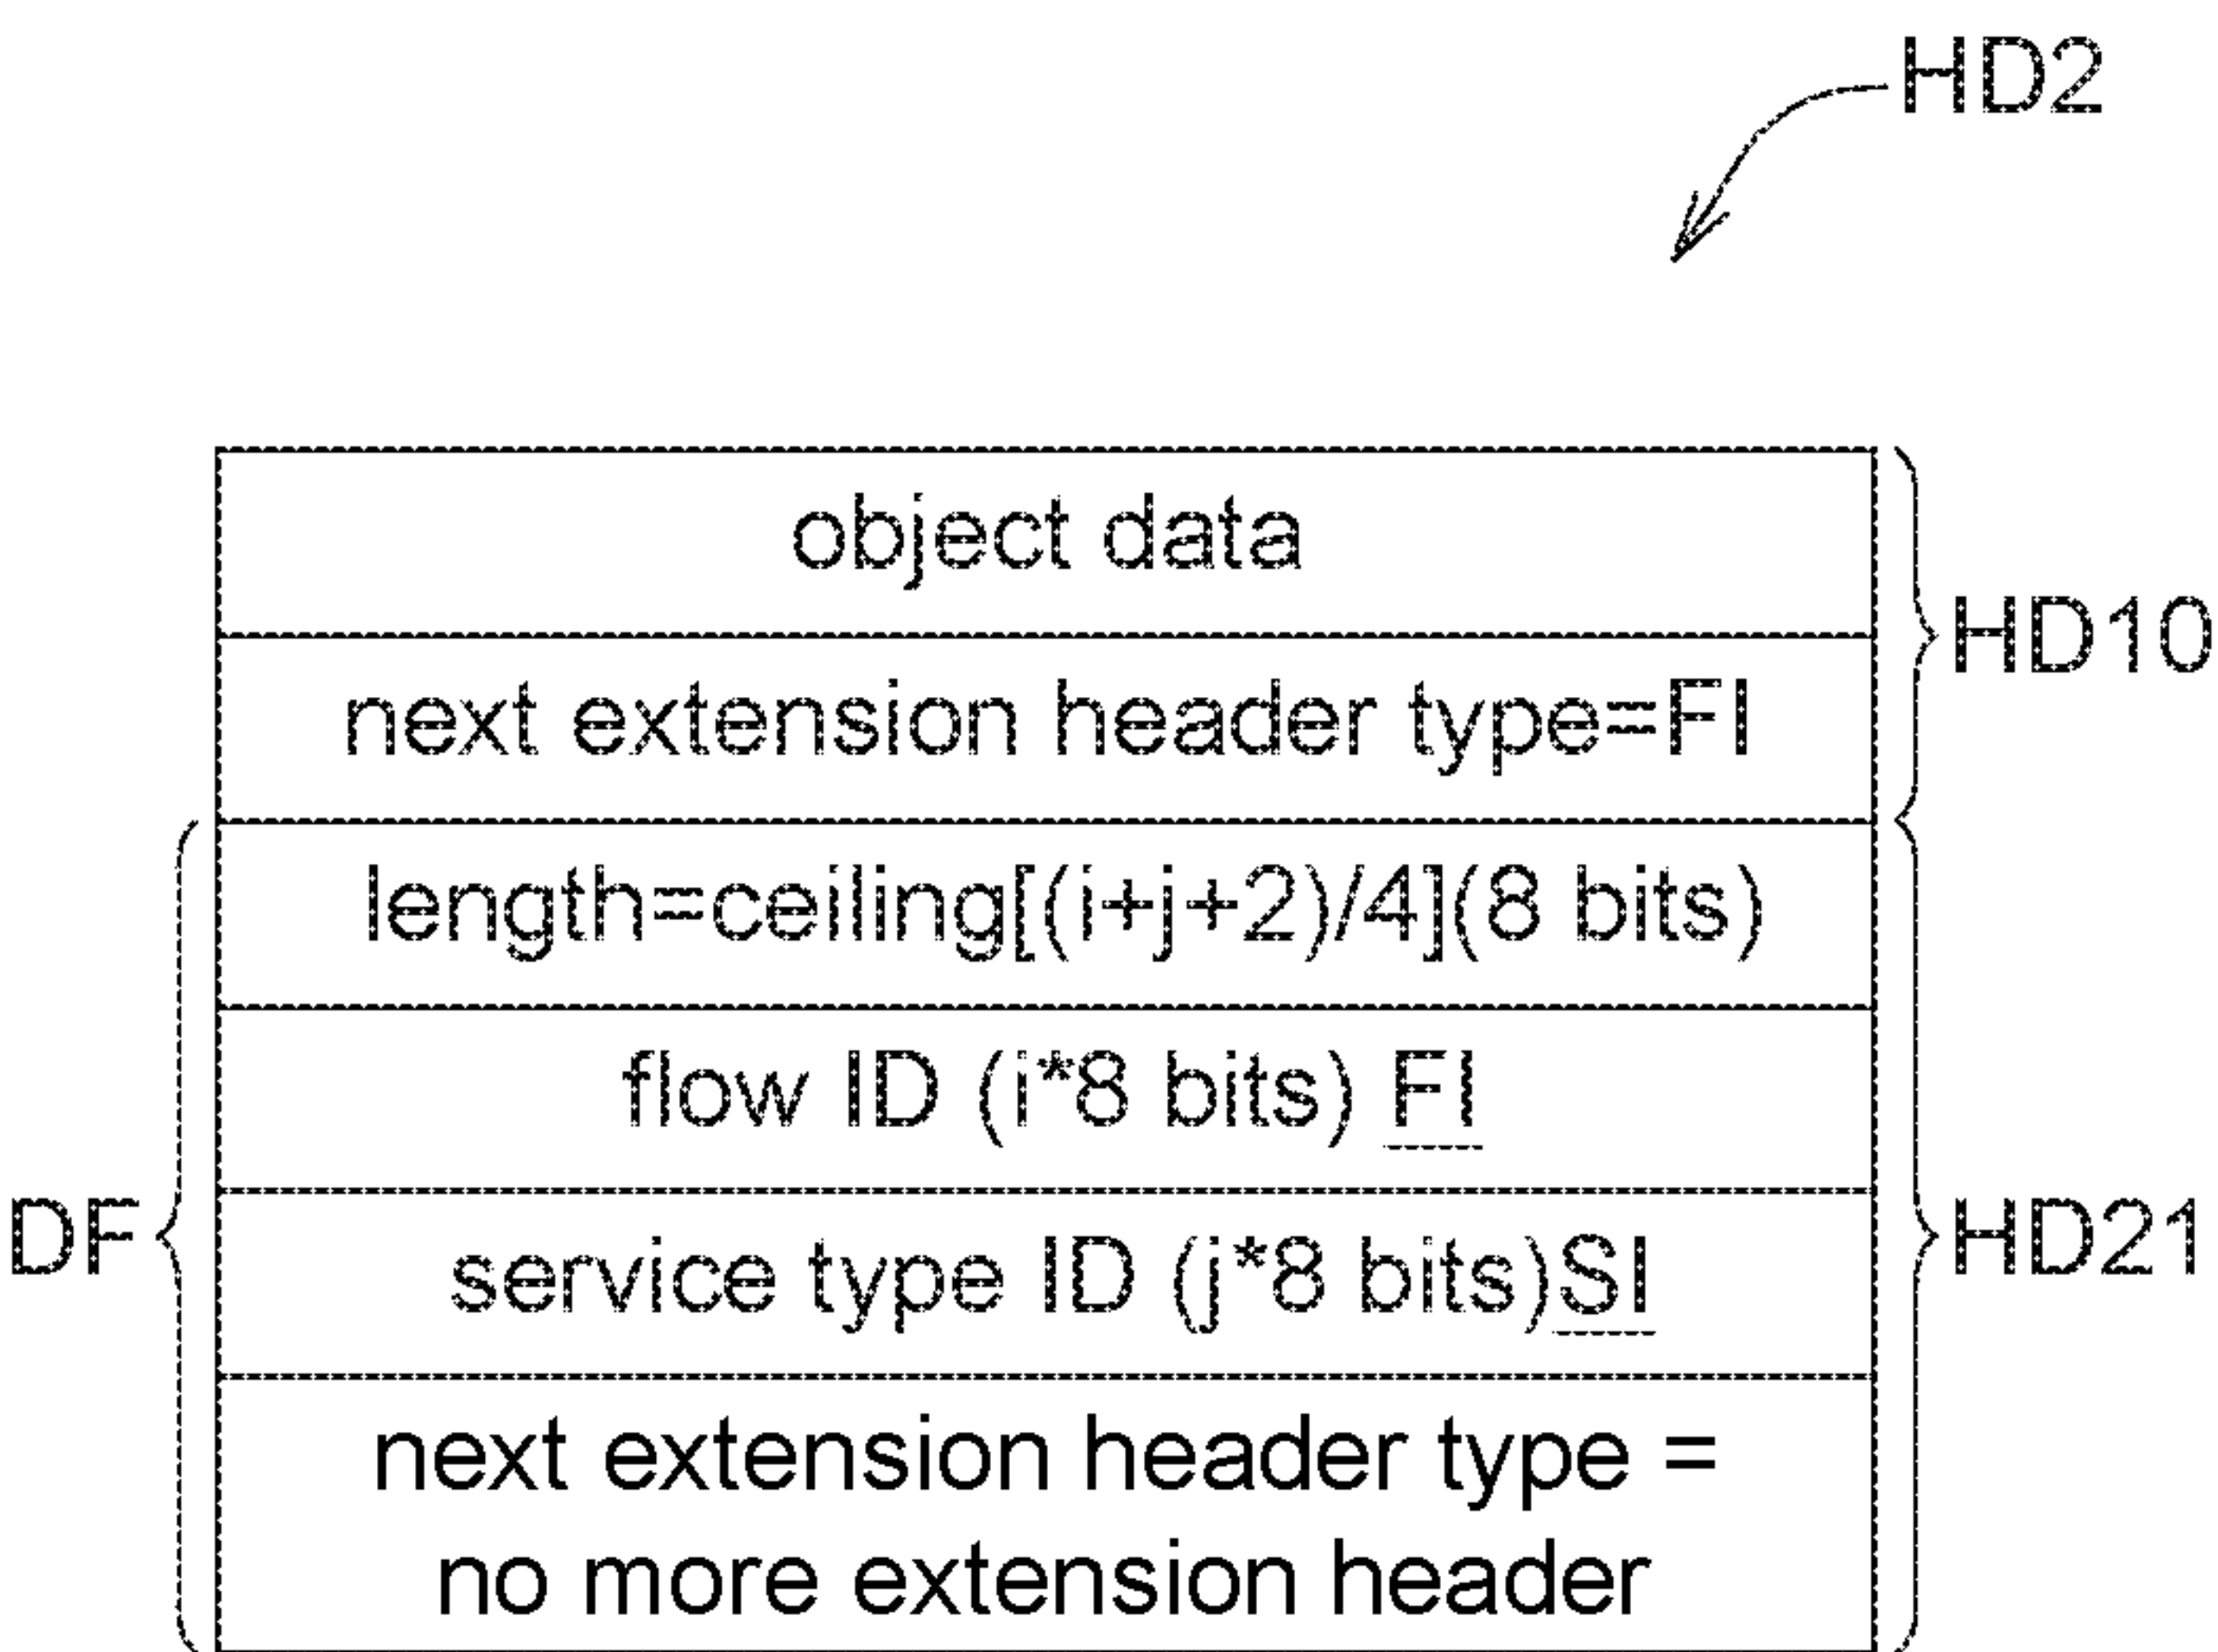 HD2
object data
HD10
next extension header type=FI
length=ceiling[(i+j+2)/4](8 bits)
flow ID (i*8 bits) FI
DF
service type ID (j*8 bits)SI
HD21
next extension header type =
no more extension header